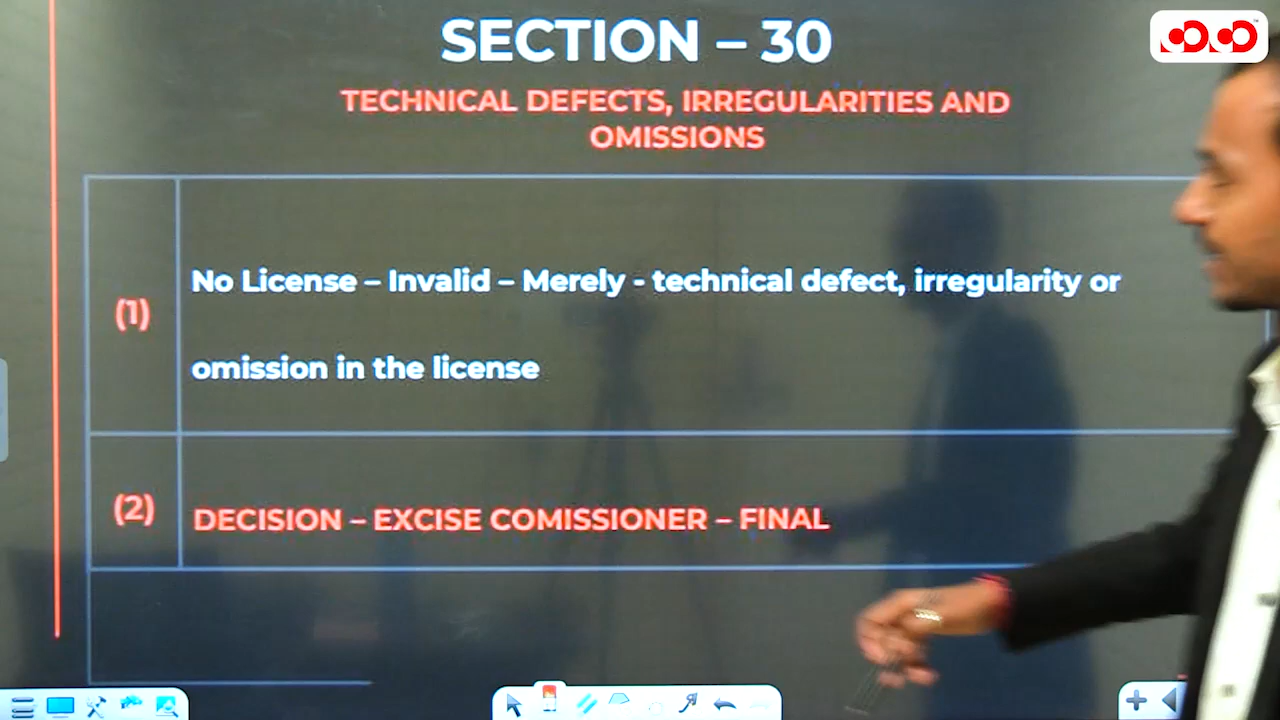 SECTION – 30
TECHNICAL DEFECTS, IRREGULARITIES AND
OMISSIONS
(1)
No License – Invalid – Merely - technical defect, irregularity or
omission in the license
(2)
DECISION – EXCISE COMISSIONER – FINAL